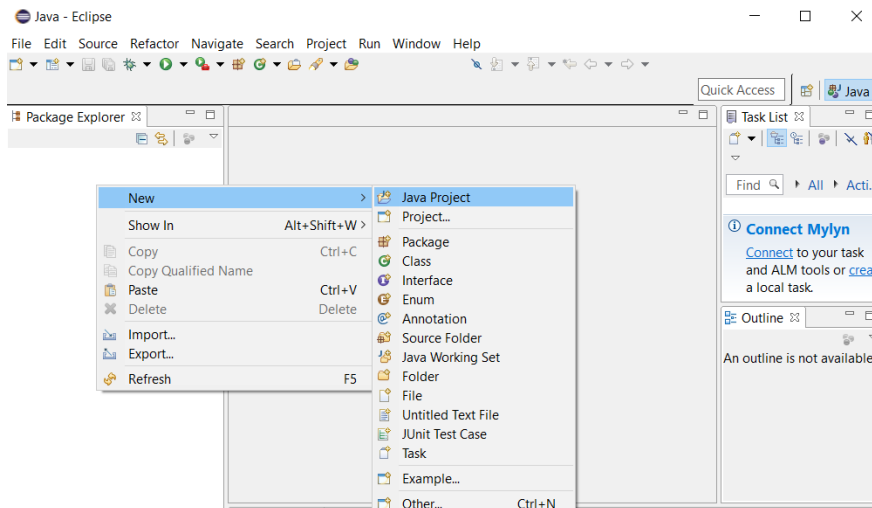 Java - Eclipse
File Edit Source Refactor Navigate Search Project Run Window Help
Quick Access
Java
Package Explorer
Task List
Find All Acti.
Connect Mylyn
Connect to your task
and ALM tools or crea
a local task.
Outline
An outline is not available
New
Show In Alt+Shift+W
Copy Ctrl+C
Copy Qualified Name
Paste Ctrl+V
Delete Delete
Import...
Export...
Refresh F5
Java Project
Project...
Package
Class
Interface
Enum
Annotation
Source Folder
Java Working Set
Folder
File
Untitled Text File
JUnit Test Case
Task
Example...
Other... Ctrl+N